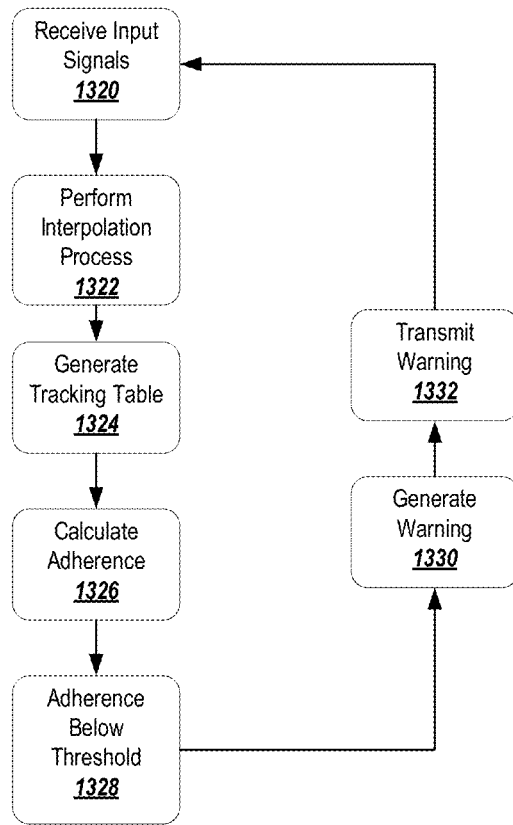 Receive Input
Signals
1320
Perform
Interpolation
Process
1322
Generate
Tracking Table
1324
Calculate
Adherence
1326
Adherence
Below
Threshold
1328
Generate
Warning
1330
Transmit
Warning
1332